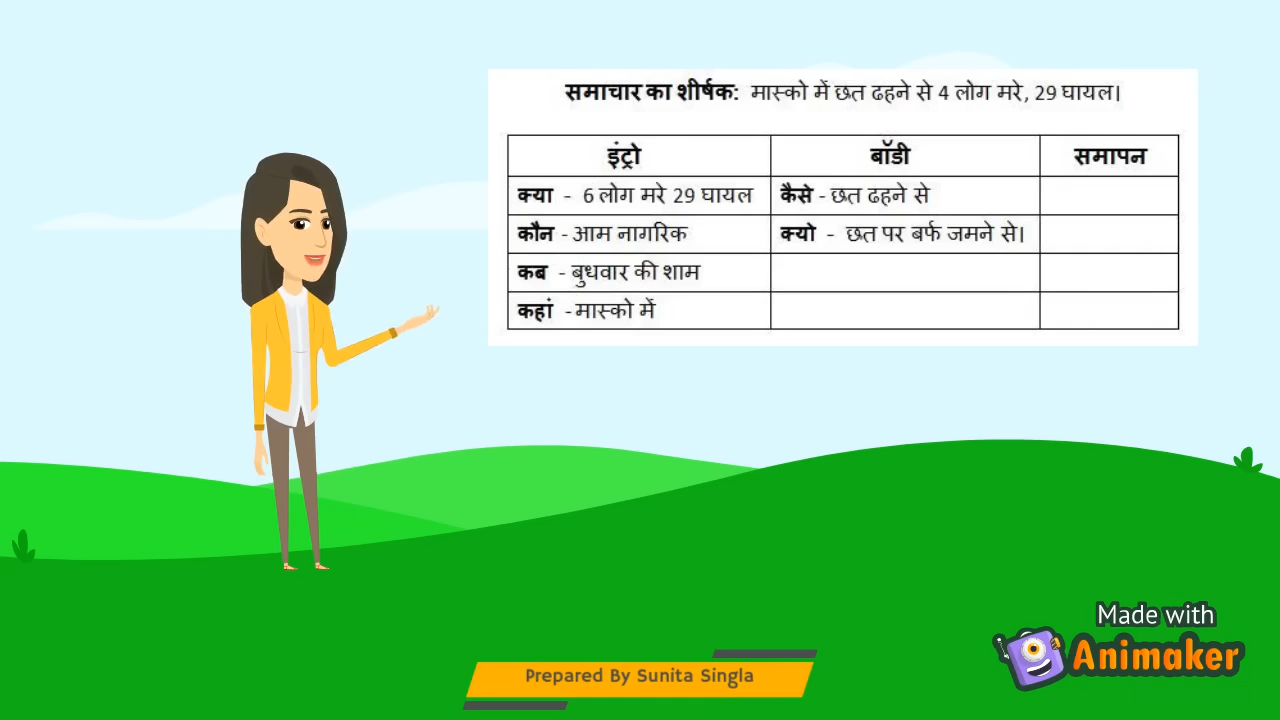 समाचार का शीर्षक: मास्को में छत ढहने से 4 लोग मरे, 29 घायल।
इंट्रो बॉडी समापन
क्या - 6 लोग मरे 29 घायल कैसे - छत ढहने से
कौन - आम नागरिक क्यो - छत पर बर्फ जमने से।
कब - बुधवार की शाम
कहां - मास्को में
Made with
Animaker
Prepared By Sunita Singla